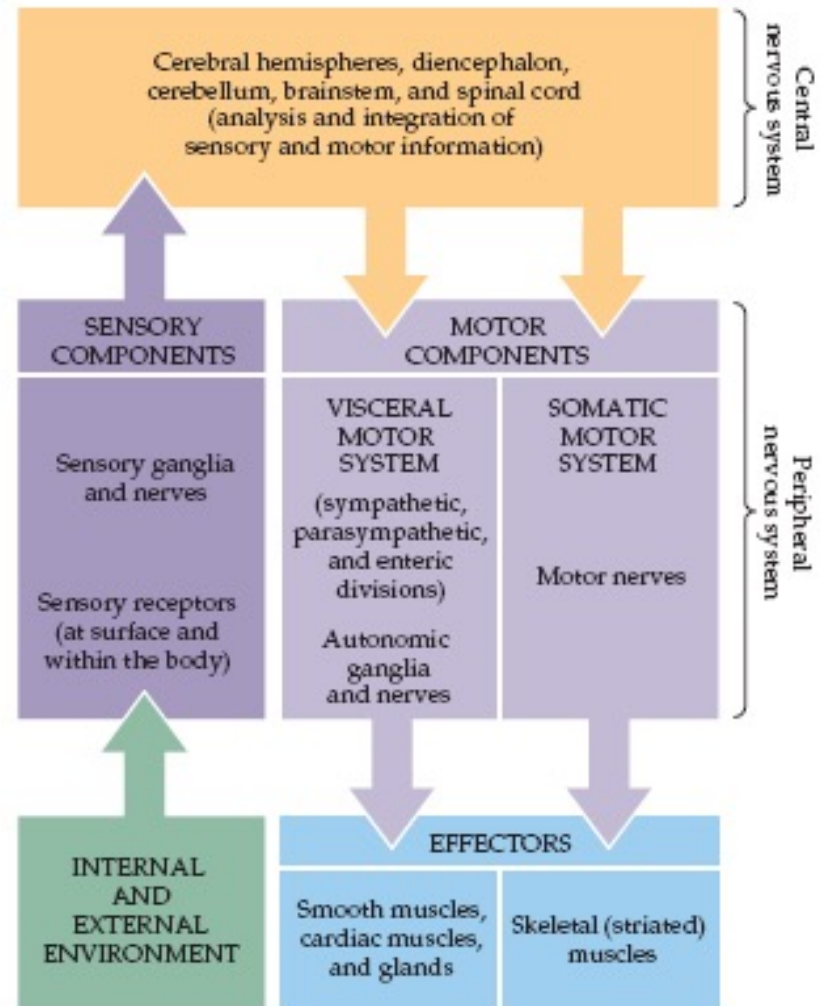 Cerebral hemispheres, diencephalon,
cerebellum, brainstem, and spinal cord
(analysis and integration of
sensory and motor information)
Central
nervous system
SENSORY
COMPONENTS
MOTOR
COMPONENTS
Sensory ganglia
and nerves
Sensory receptors
(at surface and
within the body)
VISCERAL
MOTOR
SYSTEM
(sympathetic,
parasympathetic,
and enteric
divisions)
Autonomic
ganglia
and nerves
SOMATIC
MOTOR
SYSTEM
Motor nerves
Peripheral
nervous system
INTERNAL
AND
EXTERNAL
ENVIRONMENT
EFFECTORS
Smooth muscles,
cardiac muscles,
and glands
Skeletal (striated)
muscles